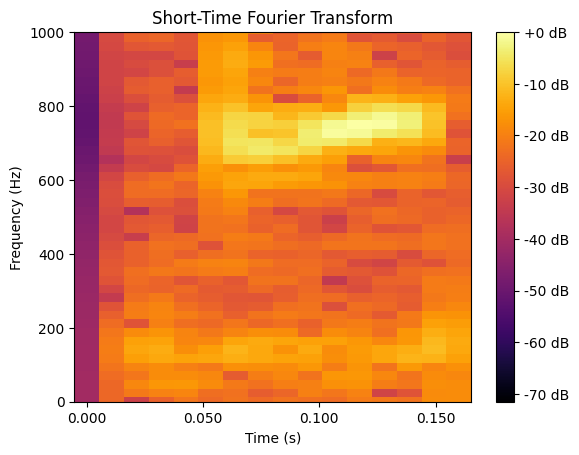 Short-Time Fourier Transform
1000
800
600
400
200
0
Frequency (Hz)
0.000
0.050
0.100
0.150
Time (s)
+0 dB
-10 dB
-20 dB
-30 dB
-40 dB
-50 dB
-60 dB
-70 dB